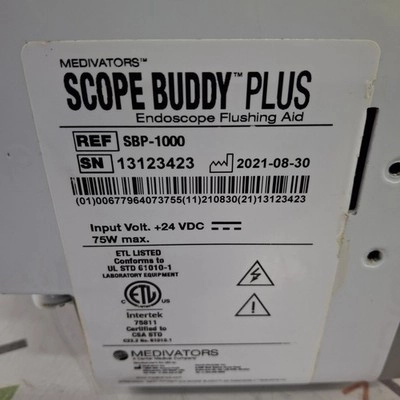 MEDIVATORS™
SCOPE BUDDY™ PLUS
Endoscope Flushing Aid
REF SBP-1000
SN 13123423 2021-08-30
(01)00677964073755(11)210830(21)13123423
Input Volt. +24 VDC
75W max.
ETL LISTED
Conforms to
UL STD 61010-1
LABORATORY EQUIPMENT
ETL
Intertek
75811
Certified to
CSA STD
MEDIVATORS